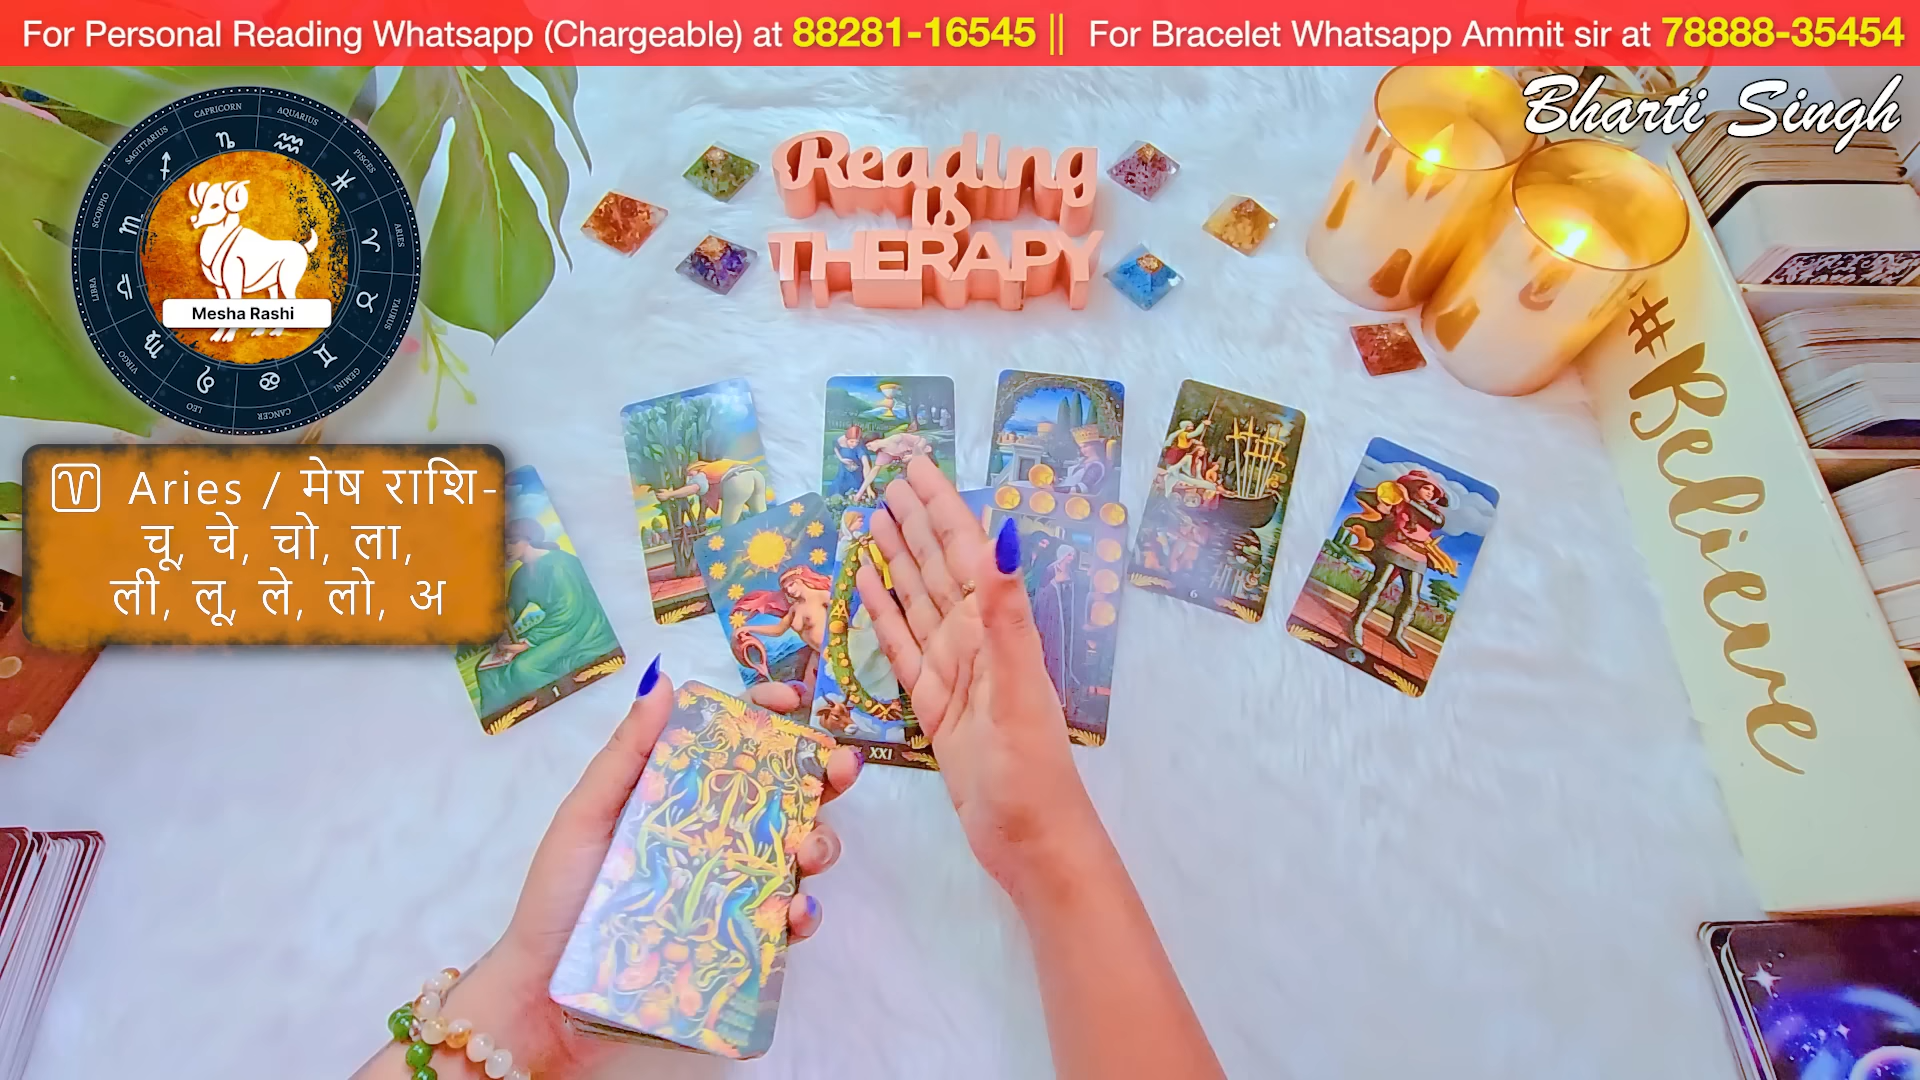 For Personal Reading Whatsapp (Chargeable) at 88281-16545 || For Bracelet Whatsapp Ammit sir at 78888-35454
Bharti Singh
CAPRICORN
AQUARIUS
PISCES
ARIES
TAURUS
GEMINI
CANCER
LEO
VIRGO
LIBRA
SCORPIO
SAGITTARIUS
Mesha Rashi
Reading
is
THERAPY
#Believe
♈ Aries / मेष राशि-
चू, चे, चो, ला,
ली, लू, ले, लो, अ
1
6
XXI